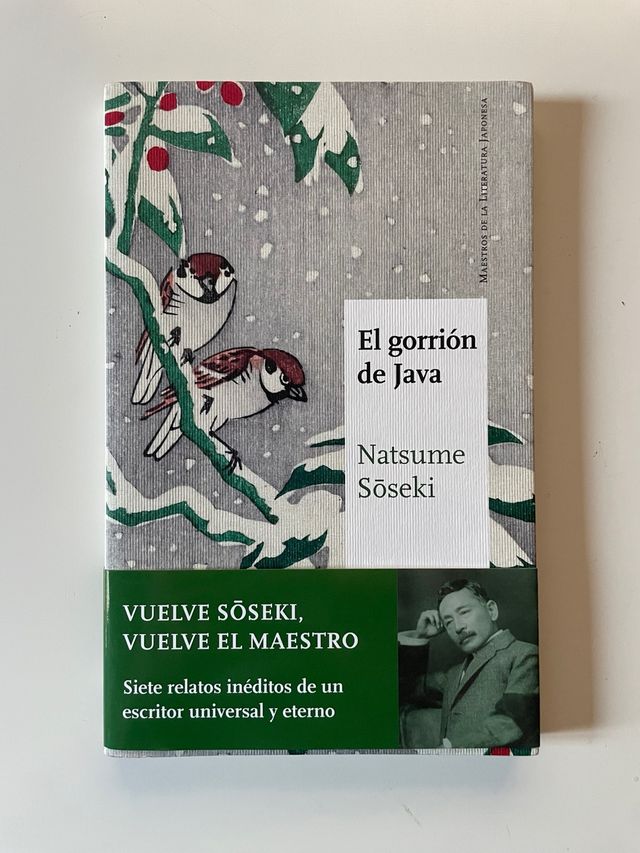 MAESTROS DE LA LITERATURA JAPONESA
El gorrión
de Java
Natsume
Sōseki
VUELVE SŌSEKI,
VUELVE EL MAESTRO
Siete relatos inéditos de un
escritor universal y eterno